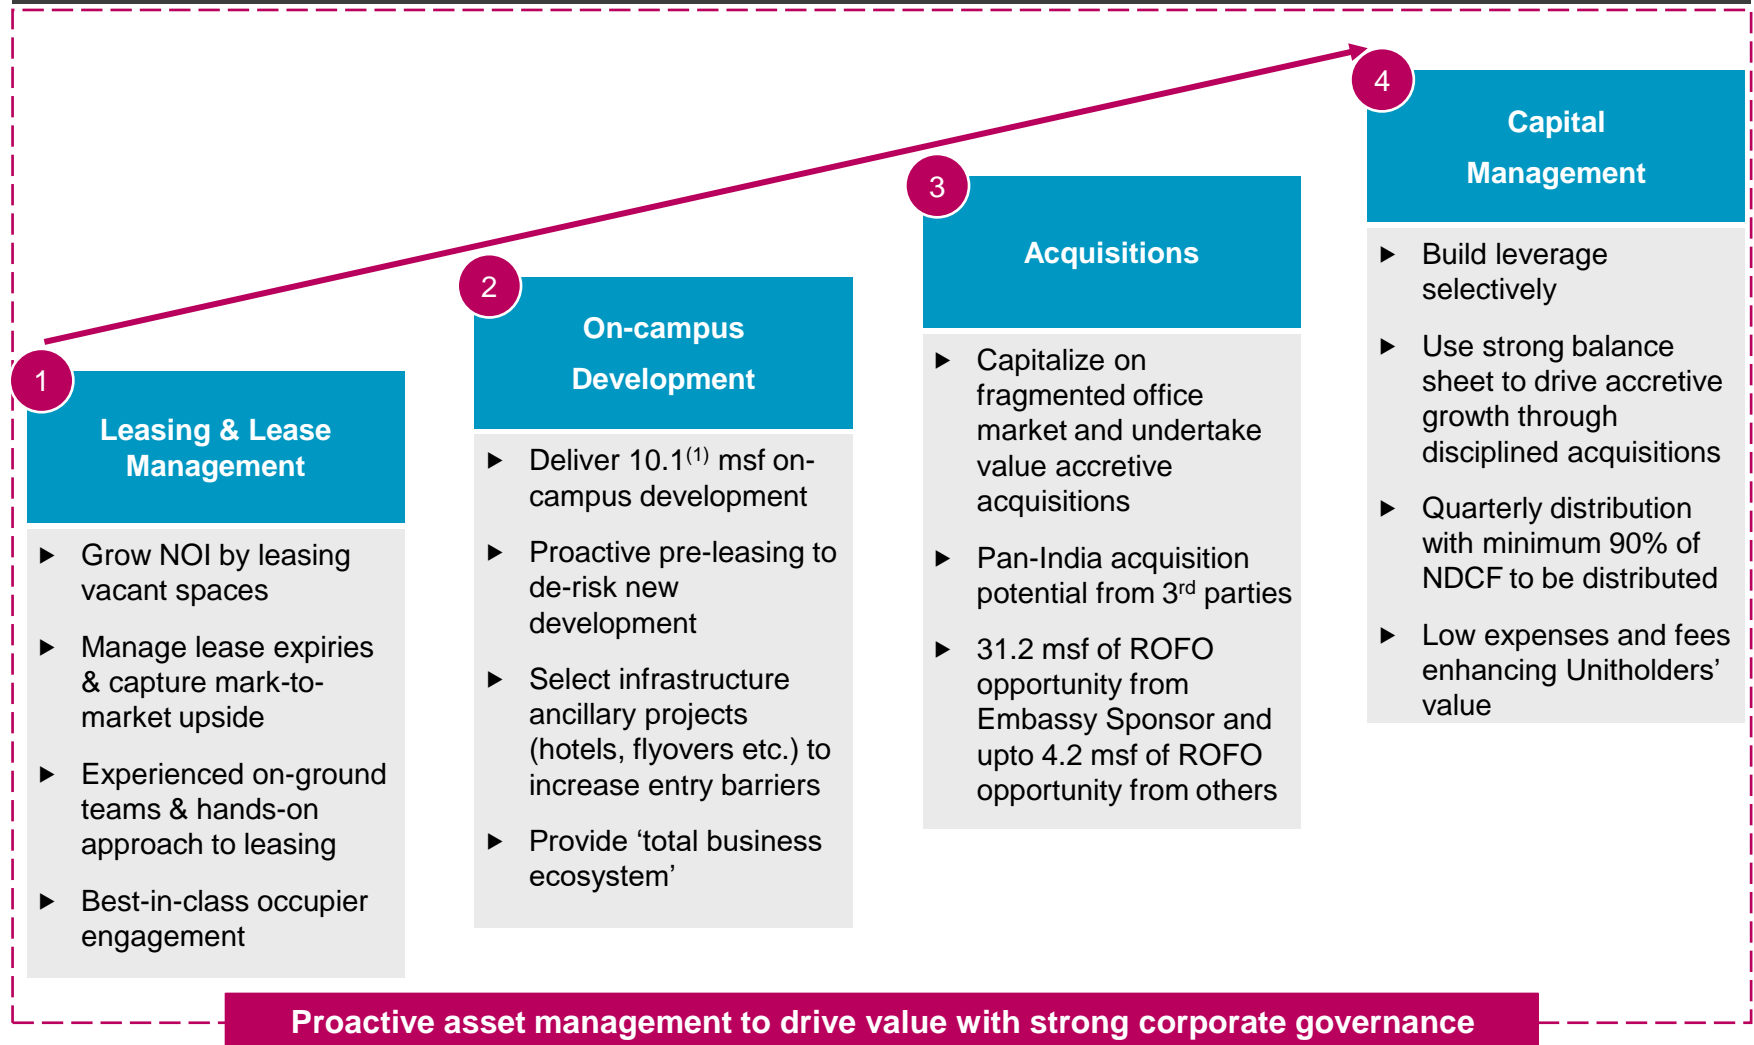 1
Leasing & Lease
Management
► Grow NOI by leasing
vacant spaces
► Manage lease expiries
& capture mark-to-
market upside
► Experienced on-ground
teams & hands-on
approach to leasing
► Best-in-class occupier
engagement
2
On-campus
Development
► Deliver 10.1(1) msf on-
campus development
► Proactive pre-leasing to
de-risk new
development
► Select infrastructure
ancillary projects
(hotels, flyovers etc.) to
increase entry barriers
► Provide ‘total business
ecosystem’
3
Acquisitions
► Capitalize on
fragmented office
market and undertake
value accretive
acquisitions
► Pan-India acquisition
potential from 3rd parties
► 31.2 msf of ROFO
opportunity from
Embassy Sponsor and
upto 4.2 msf of ROFO
opportunity from others
4
Capital
Management
► Build leverage
selectively
► Use strong balance
sheet to drive accretive
growth through
disciplined acquisitions
► Quarterly distribution
with minimum 90% of
NDCF to be distributed
► Low expenses and fees
enhancing Unitholders’
value
Proactive asset management to drive value with strong corporate governance